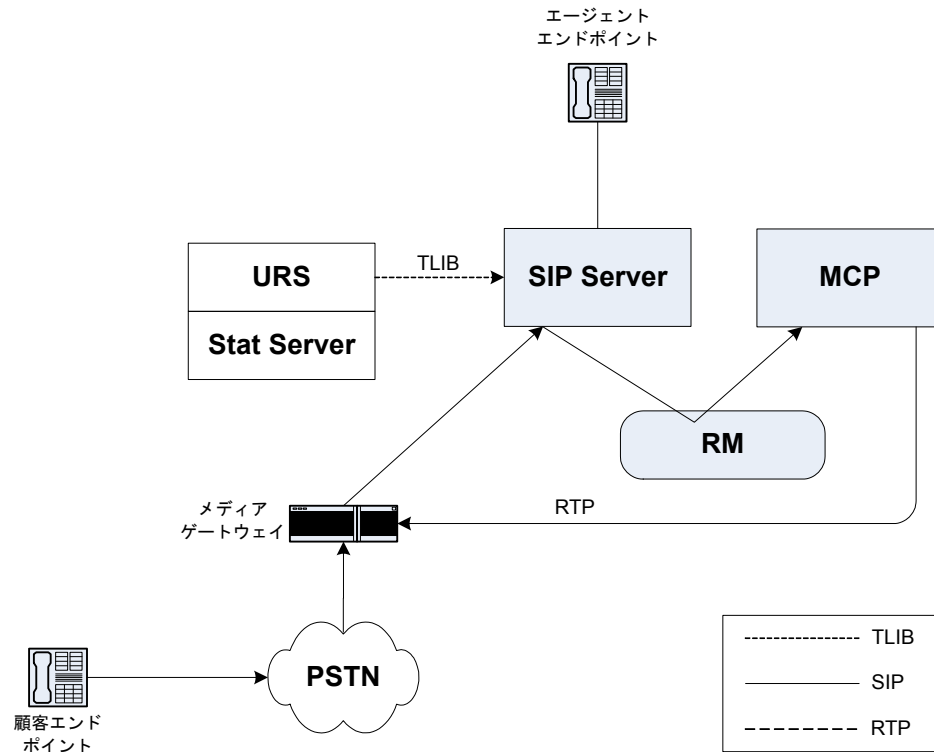 エージェント
エンドポイント
URS
TLIB
SIP Server
MCP
Stat Server
RM
メディア
ゲートウェイ
RTP
PSTN
顧客エンド
ポイント
TLIB
SIP
RTP